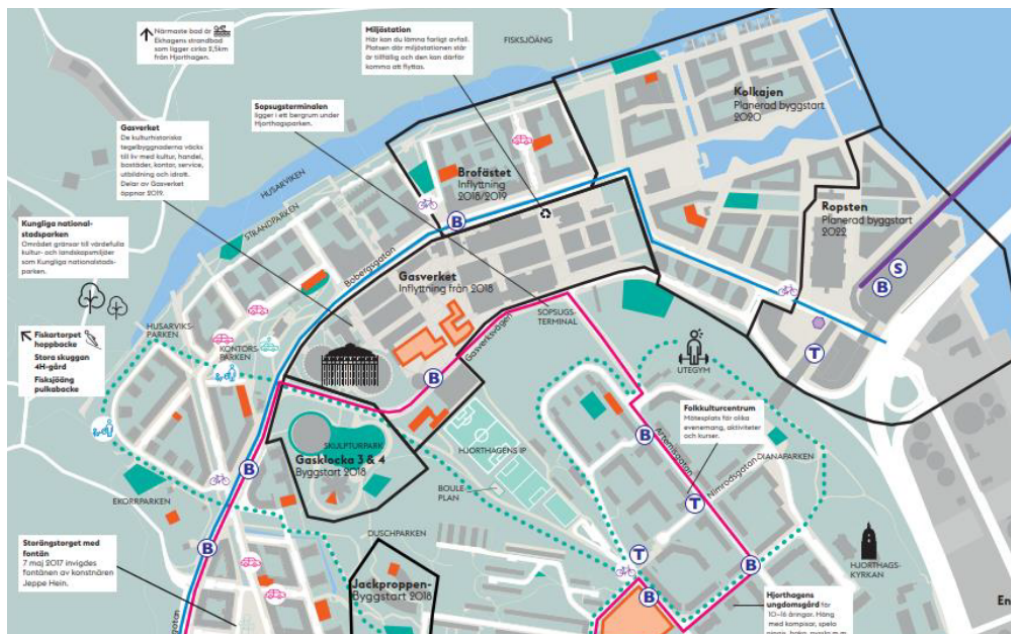 Närmaste bad är
Ekhagens strandbad
som ligger cirka 2,5km
från Hjorthagen.
Miljöstation
Här kan du lämna farligt avfall.
Platsen där miljöstationen står
är tillfällig och den kan därför
komma att flyttas.
FISKSJÖÄNG
Sopsugsterminalen
ligger i ett bergrum under
Hjorthagsparken.
Kolkajen
Planerad byggstart
2020
Gasverket
De kulturhistoriska
tegelbyggnaderna väcks
till liv med kultur, handel,
bostäder, kontor, service,
utbildning och idrott.
Delar av Gasverket
öppnar 2019.
HUSARVIKEN
Brofästet
Inflyttning
2018/2019
B
Ropsten
Planerad byggstart
2022
STRANDPARKEN
Kungliga national-
stadsparken
Området gränsar till värdefulla
kultur- och landskapsmiljöer
som Kungliga nationalstads-
parken.
Bobergsgatan
Gasverket
Inflyttning från 2018
S
B
SOPSUGS-
TERMINAL
Gasverksvägen
HUSARVIKS-
PARKEN
KONTORS-
PARKEN
Fiskartorpet
hoppbacke
Stora skuggan
4H-gård
Fisksjöäng
pulkabacke
T
UTEGYM
B
Folkkulturcentrum
Mötesplats för olika
evenemang, aktiviteter
och kurser.
B
Artemisgatan
SKULPTURPARK
HJORTHAGENS IP
Gasklocka 3 & 4
Byggstart 2018
DIANAPARKEN
Nimrodsgatan
B
BOULE-
PLAN
EKORRPARKEN
T
DUSCHPARKEN
Storängstorget med
fontän
7 maj 2017 invigdes
fontänen av konstnären
Jeppe Hein.
B
T
B
HJORTHAGS-
KYRKAN
Jackproppen-
Byggstart 2018
B
Hjorthagens
ungdomsgård för
10–16 åringar. Häng
med kompisar, spela
gatan
En